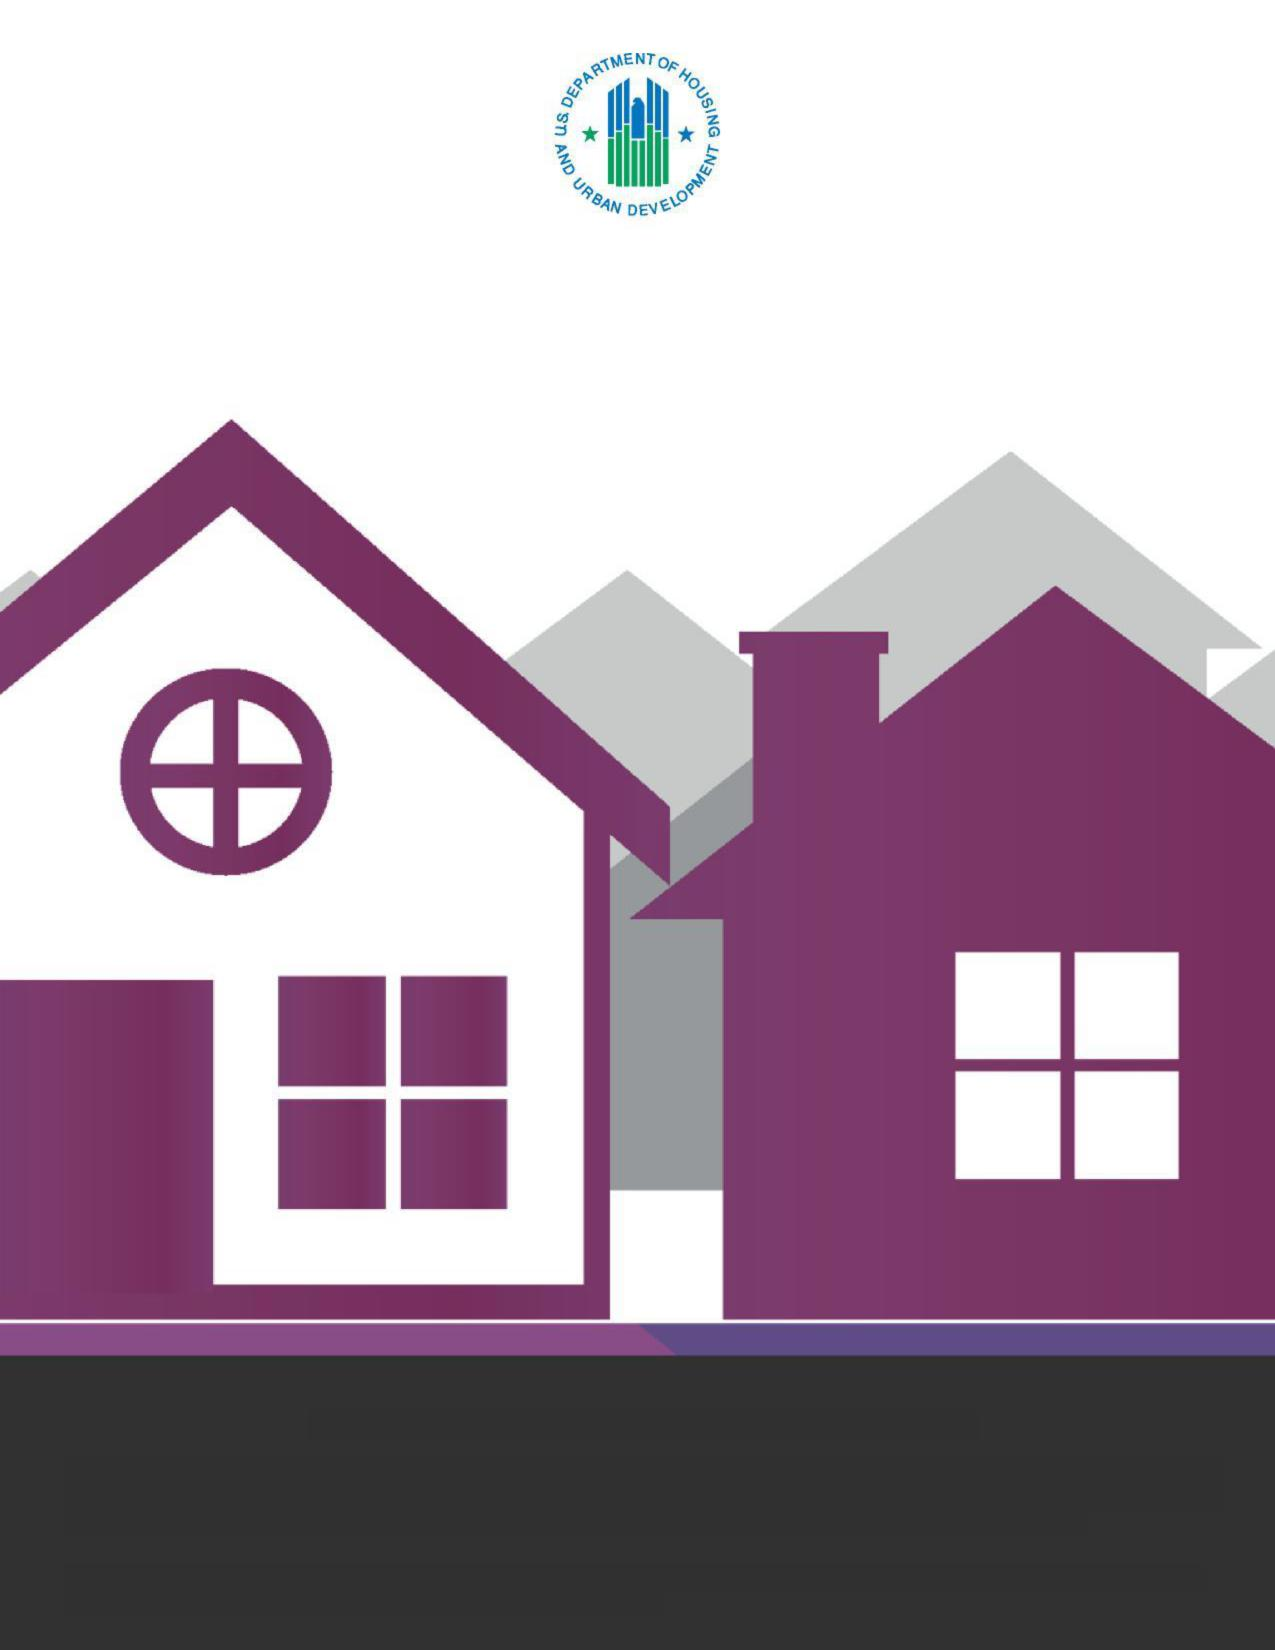 U.S. DEPARTMENT OF HOUSING
AND URBAN DEVELOPMENT